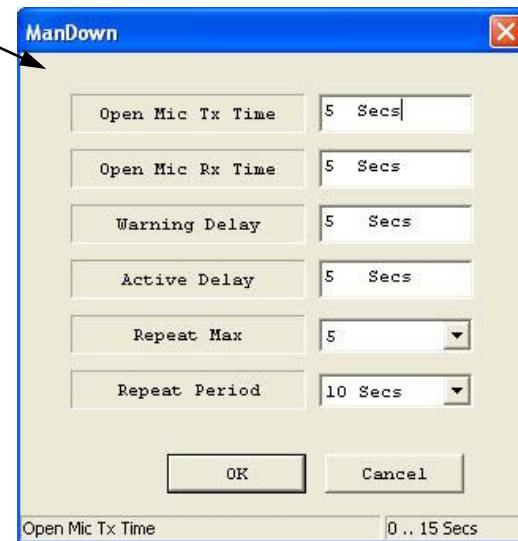 ManDown
Open Mic Tx Time 5 Secs
Open Mic Rx Time 5 Secs
Warning Delay 5 Secs
Active Delay 5 Secs
Repeat Max 5
Repeat Period 10 Secs
OK Cancel
Open Mic Tx Time 0 .. 15 Secs